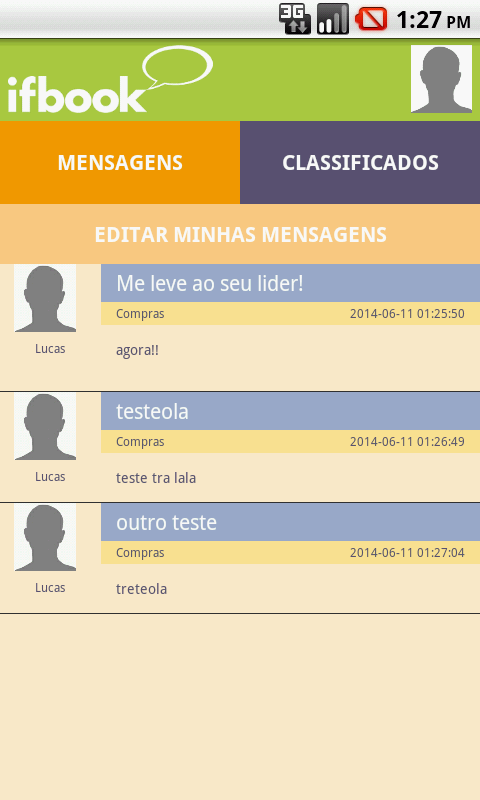 3G
1:27 PM
ifbook
MENSAGENS
CLASSIFICADOS
EDITAR MINHAS MENSAGENS
Me leve ao seu lider!
Compras 2014-06-11 01:25:50
Lucas
agora!!
testeola
Compras 2014-06-11 01:26:49
Lucas
teste tra lala
outro teste
Compras 2014-06-11 01:27:04
Lucas
treteola